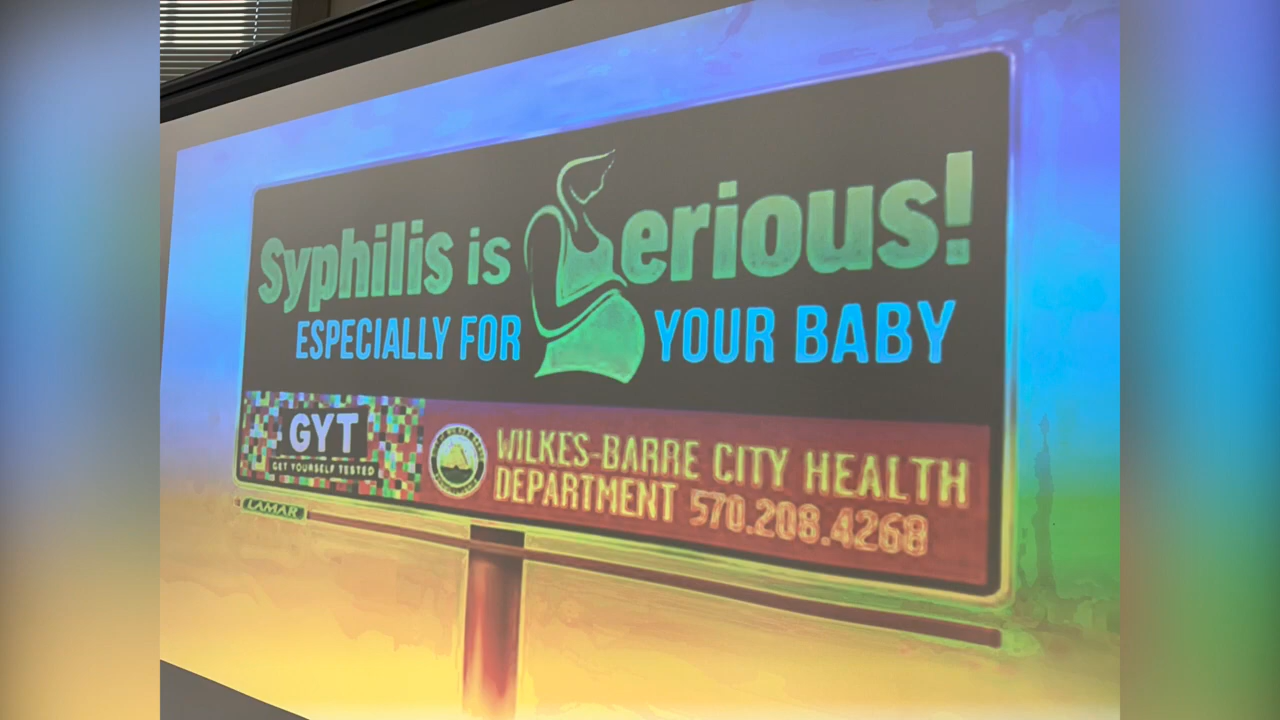 Syphilis is erious!
ESPECIALLY FOR YOUR BABY
GYT
GET YOURSELF TESTED
WILKES-BARRE CITY HEALTH
DEPARTMENT 570.208.4268
LAMAR